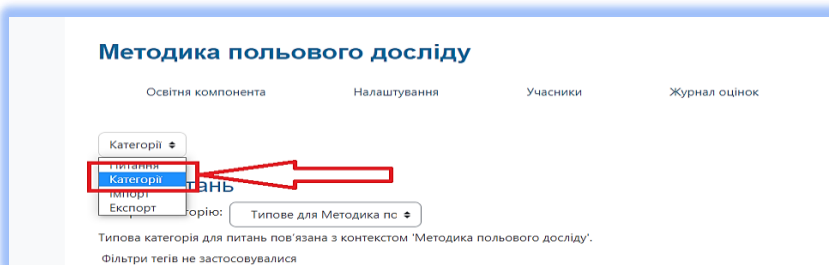 Методика польового досліду
Освітня компонента Налаштування Учасники Журнал оцінок
Категорії
Питання
Категорії
тань
Імпорт
Експорт
орію: Типове для Методика по
Типова категорія для питань пов'язана з контекстом 'Методика польового досліду'.
Фільтри тегів не застосовувалися